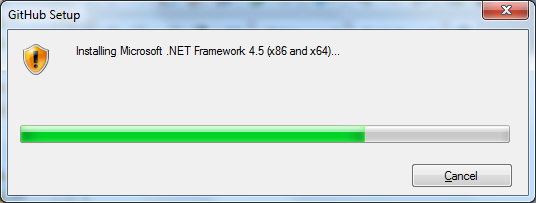 GitHub Setup
Installing Microsoft .NET Framework 4.5 (x86 and x64)...
Cancel